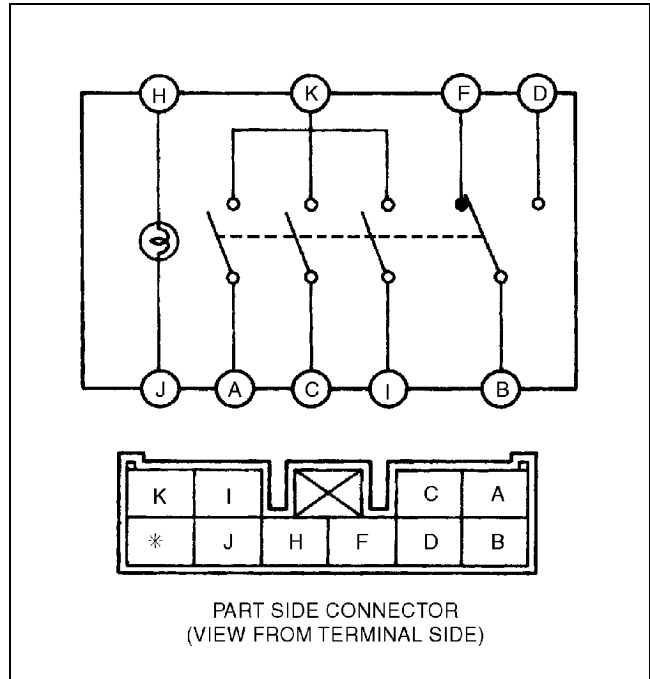 H K F D
J A C I B
K I C A
✳ J H F D B
PART SIDE CONNECTOR
(VIEW FROM TERMINAL SIDE)